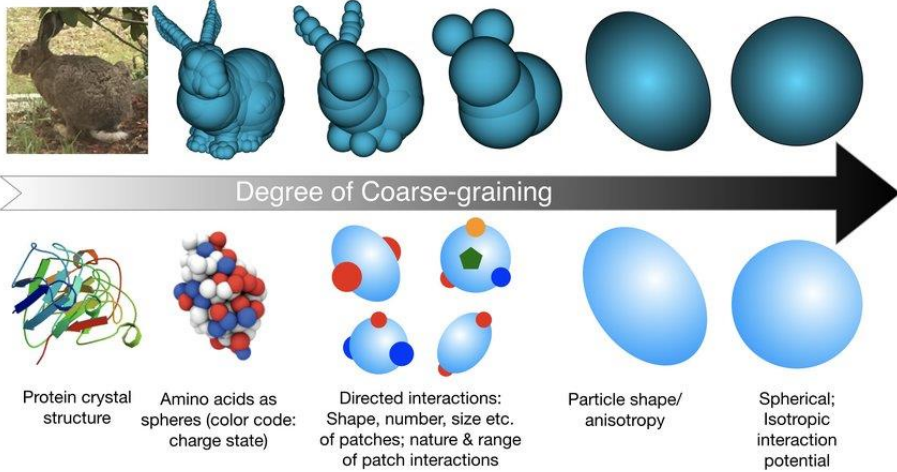 Degree of Coarse-graining
Protein crystal
structure
Amino acids as
spheres (color code:
charge state)
Directed interactions:
Shape, number, size etc.
of patches; nature & range
of patch interactions
Particle shape/
anisotropy
Spherical;
Isotropic
interaction
potential